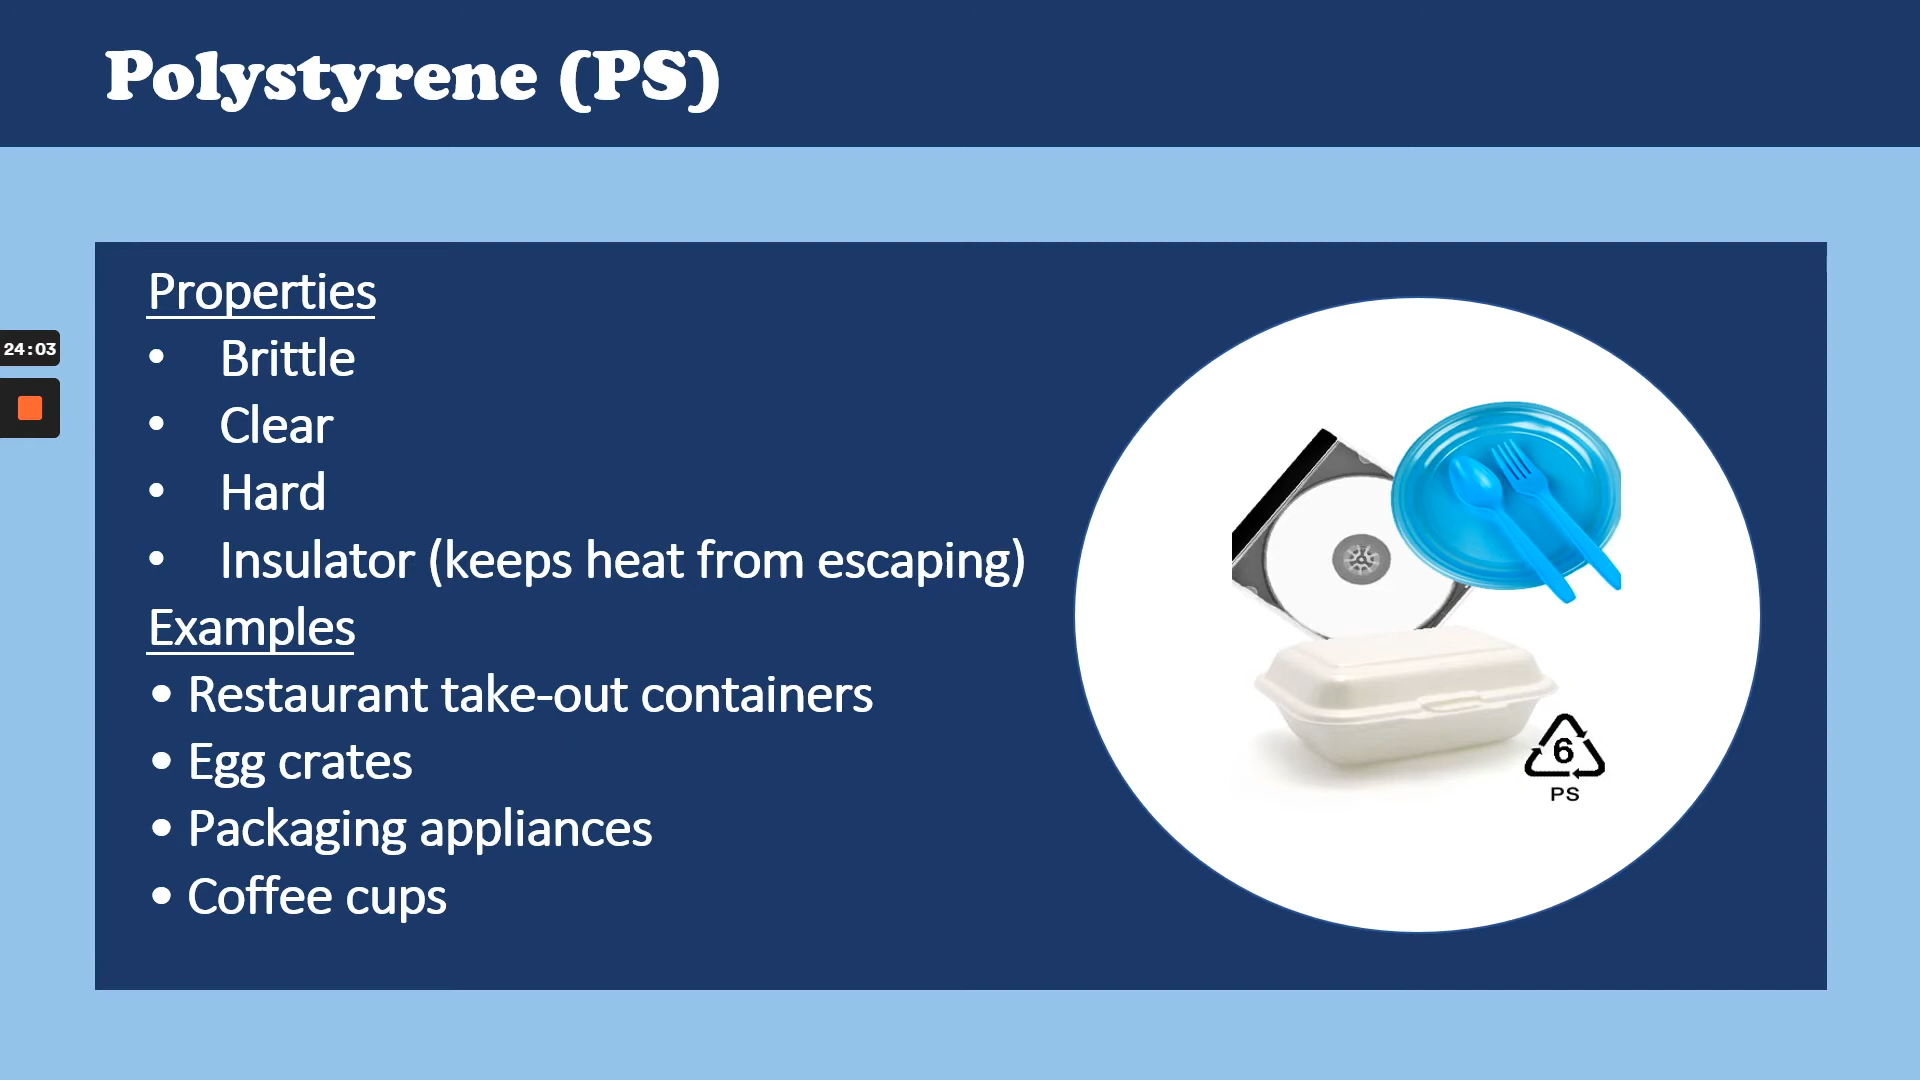 Polystyrene (PS)
Properties
• Brittle
• Clear
• Hard
• Insulator (keeps heat from escaping)
Examples
• Restaurant take-out containers
• Egg crates
• Packaging appliances
• Coffee cups
24:03
6
PS